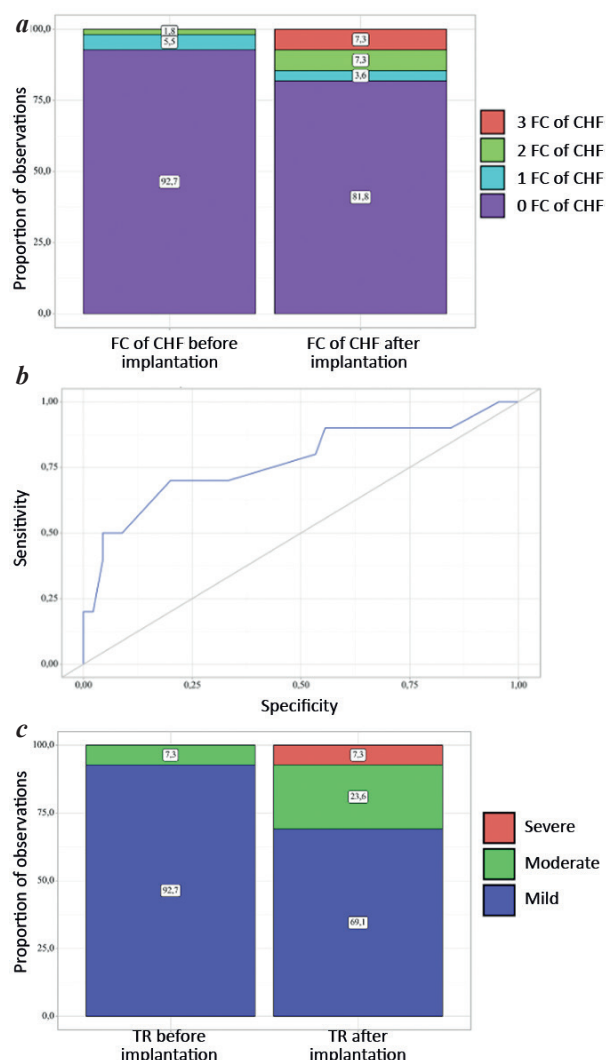 a
100,0
75,0
50,0
25,0
0,0
Proportion of observations
1,8
5,5
92,7
7,3
7,3
3,6
81,8
FC of CHF before
implantation
FC of CHF after
implantation
3 FC of CHF
2 FC of CHF
1 FC of CHF
0 FC of CHF
b
1,00
0,75
0,50
0,25
0,00
Sensitivity
0,00
0,25
0,50
0,75
1,00
Specificity
c
100,0
75,0
50,0
25,0
0,0
Proportion of observations
7,3
92,7
7,3
23,6
69,1
TR before
implantation
TR after
implantation
Severe
Moderate
Mild